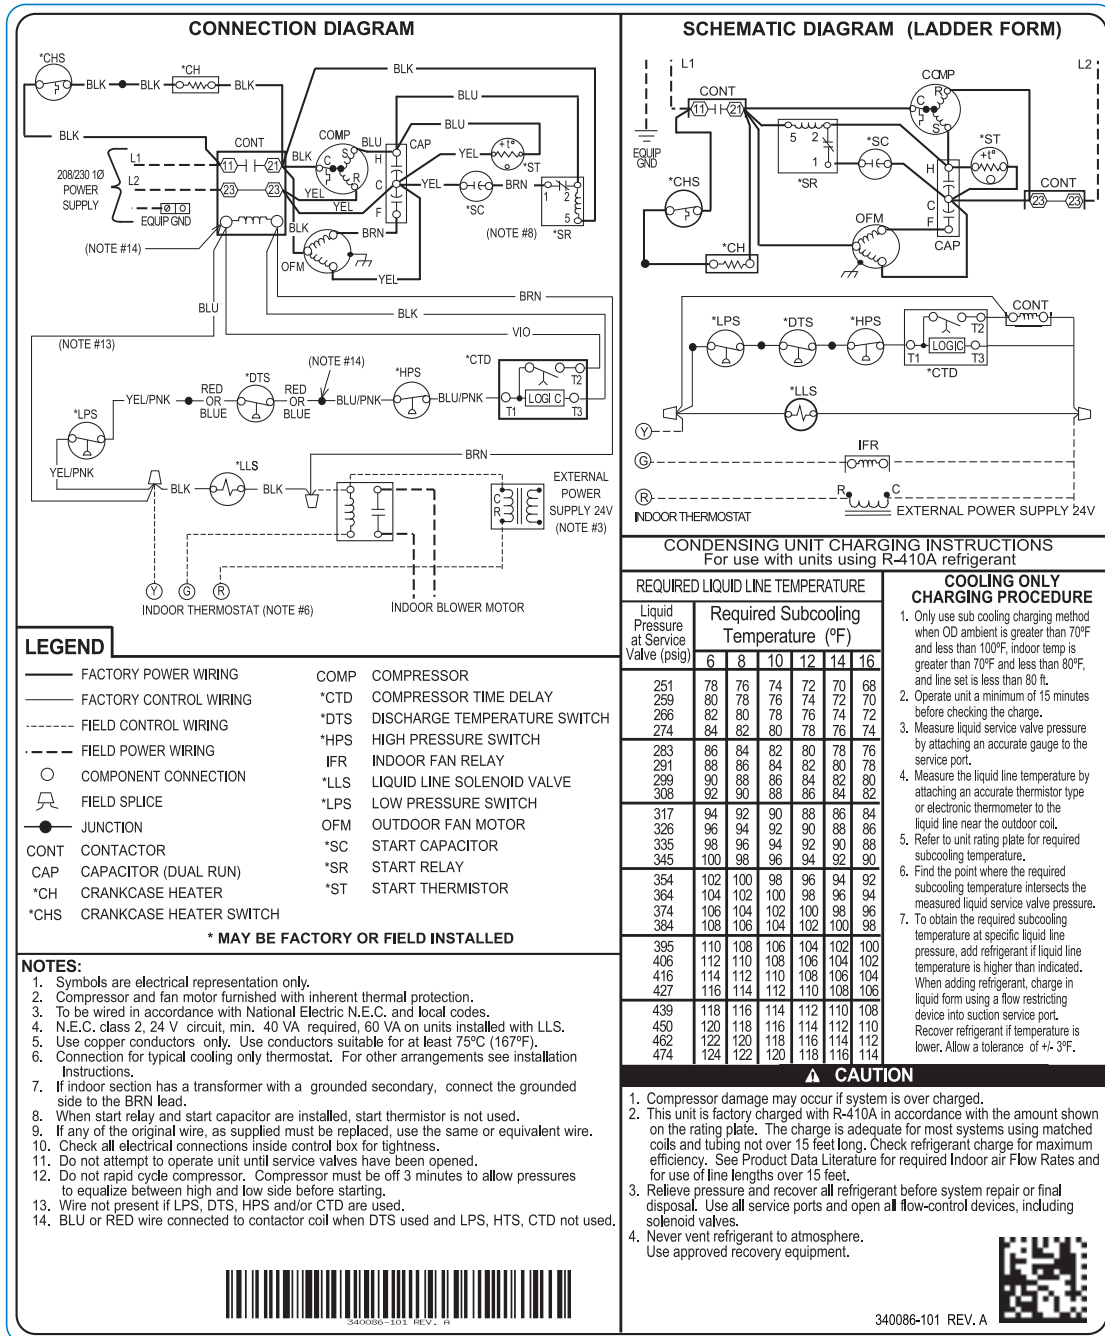 CONNECTION DIAGRAM
*CHS
BLK
BLK
*CH
BLK
BLK
BLU
BLK
BLU
CONT
COMP
BLU
CAP
L1
11
21
BLK
C
S
R
H
YEL
+t°
*ST
208/230 1Ø
POWER
SUPPLY
L2
23
23
YEL
YEL
C
YEL
BRN
*SC
1
2
5
EQUIP GND
F
(NOTE #8)
*SR
(NOTE #14)
BLK
BRN
OFM
YEL
BRN
BLU
BLK
VIO
(NOTE #13)
(NOTE #14)
*CTD
*LPS
YEL/PNK
RED
OR
BLUE
*DTS
RED
OR
BLUE
BLU/PNK
*HPS
BLU/PNK
T1
LOGIC
T2
T3
YEL/PNK
BLK
*LLS
BLK
BRN
C
R
EXTERNAL
POWER
SUPPLY 24V
(NOTE #3)
Y
G
R
INDOOR THERMOSTAT (NOTE #6)
INDOOR BLOWER MOTOR
LEGEND
FACTORY POWER WIRING
FACTORY CONTROL WIRING
FIELD CONTROL WIRING
FIELD POWER WIRING
COMPONENT CONNECTION
FIELD SPLICE
JUNCTION
CONT CONTACTOR
CAP CAPACITOR (DUAL RUN)
*CH CRANKCASE HEATER
*CHS CRANKCASE HEATER SWITCH
COMP COMPRESSOR
*CTD COMPRESSOR TIME DELAY
*DTS DISCHARGE TEMPERATURE SWITCH
*HPS HIGH PRESSURE SWITCH
IFR INDOOR FAN RELAY
*LLS LIQUID LINE SOLENOID VALVE
*LPS LOW PRESSURE SWITCH
OFM OUTDOOR FAN MOTOR
*SC START CAPACITOR
*SR START RELAY
*ST START THERMISTOR
* MAY BE FACTORY OR FIELD INSTALLED
NOTES:
1. Symbols are electrical representation only.
2. Compressor and fan motor furnished with inherent thermal protection.
3. To be wired in accordance with National Electric N.E.C. and local codes.
4. N.E.C. class 2, 24 V circuit, min. 40 VA required, 60 VA on units installed with LLS.
5. Use copper conductors only. Use conductors suitable for at least 75ºC (167ºF).
6. Connection for typical cooling only thermostat. For other arrangements see installation
Instructions.
7. If indoor section has a transformer with a grounded secondary, connect the grounded
side to the BRN lead.
8. When start relay and start capacitor are installed, start thermistor is not used.
9. If any of the original wire, as supplied must be replaced, use the same or equivalent wire.
10. Check all electrical connections inside control box for tightness.
11. Do not attempt to operate unit until service valves have been opened.
12. Do not rapid cycle compressor. Compressor must be off 3 minutes to allow pressures
to equalize between high and low side before starting.
13. Wire not present if LPS, DTS, HPS and/or CTD are used.
14. BLU or RED wire connected to contactor coil when DTS used and LPS, HTS, CTD not used.
340086-101 REV. A
SCHEMATIC DIAGRAM (LADDER FORM)
L1
L2
CONT
11
21
COMP
C
R
S
EQUIP
GND
5
2
1
*SR
*SC
H
+t°
*ST
*CHS
CONT
23
23
C
F
CAP
OFM
*CH
CONT
*LPS
*DTS
*HPS
T1
LOGIC
T2
T3
*CTD
*LLS
Y
G
IFR
R
R
C
INDOOR THERMOSTAT
EXTERNAL POWER SUPPLY 24V
CONDENSING UNIT CHARGING INSTRUCTIONS
For use with units using R-410A refrigerant
REQUIRED LIQUID LINE TEMPERATURE
Liquid
Pressure
at Service
Valve (psig)
Required Subcooling
Temperature (ºF)
6 8 10 12 14 16
251 78 76 74 72 70 68
259 80 78 76 74 72 70
266 82 80 78 76 74 72
274 84 82 80 78 76 74
283 86 84 82 80 78 76
291 88 86 84 82 80 78
299 90 88 86 84 82 80
308 92 90 88 86 84 82
317 94 92 90 88 86 84
326 96 94 92 90 88 86
335 98 96 94 92 90 88
345 100 98 96 94 92 90
354 102 100 98 96 94 92
364 104 102 100 98 96 94
374 106 104 102 100 98 96
384 108 106 104 102 100 98
395 110 108 106 104 102 100
406 112 110 108 106 104 102
416 114 112 110 108 106 104
427 116 114 112 110 108 106
439 118 116 114 112 110 108
450 120 118 116 114 112 110
462 122 120 118 116 114 112
474 124 122 120 118 116 114
COOLING ONLY
CHARGING PROCEDURE
1. Only use sub cooling charging method
when OD ambient is greater than 70ºF
and less than 100ºF, indoor temp is
greater than 70ºF and less than 80ºF,
and line set is less than 80 ft.
2. Operate unit a minimum of 15 minutes
before checking the charge.
3. Measure liquid service valve pressure
by attaching an accurate gauge to the
service port.
4. Measure the liquid line temperature by
attaching an accurate thermistor type
or electronic thermometer to the
liquid line near the outdoor coil.
5. Refer to unit rating plate for required
subcooling temperature.
6. Find the point where the required
subcooling temperature intersects the
measured liquid service valve pressure.
7. To obtain the required subcooling
temperature at specific liquid line
pressure, add refrigerant if liquid line
temperature is higher than indicated.
When adding refrigerant, charge in
liquid form using a flow restricting
device into suction service port.
Recover refrigerant if temperature is
lower. Allow a tolerance of +/- 3ºF.
CAUTION
1. Compressor damage may occur if system is over charged.
2. This unit is factory charged with R-410A in accordance with the amount shown
on the rating plate. The charge is adequate for most systems using matched
coils and tubing not over 15 feet long. Check refrigerant charge for maximum
efficiency. See Product Data Literature for required Indoor air Flow Rates and
for use of line lengths over 15 feet.
3. Relieve pressure and recover all refrigerant before system repair or final
disposal. Use all service ports and open all flow-control devices, including
solenoid valves.
4. Never vent refrigerant to atmosphere.
Use approved recovery equipment.
340086-101 REV. A